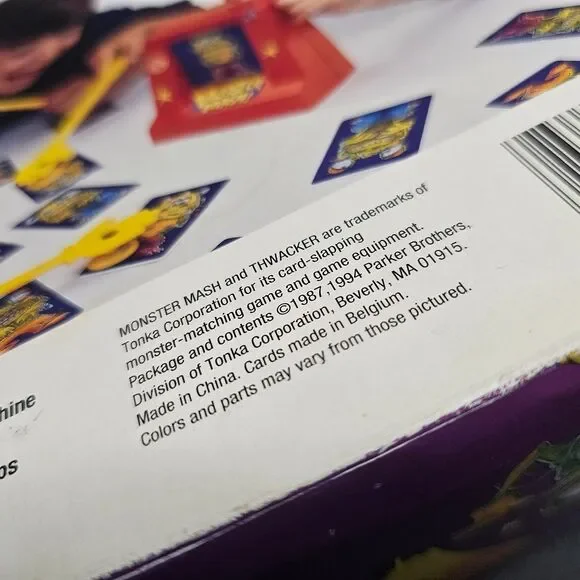 MONSTER MASH and THWACKER are trademarks of
Tonka Corporation for its card-slapping
monster-matching game and game equipment.
Package and contents ©1987,1994 Parker Brothers,
Division of Tonka Corporation, Beverly, MA 01915.
Made in China. Cards made in Belgium.
Colors and parts may vary from those pictured.
hine
os